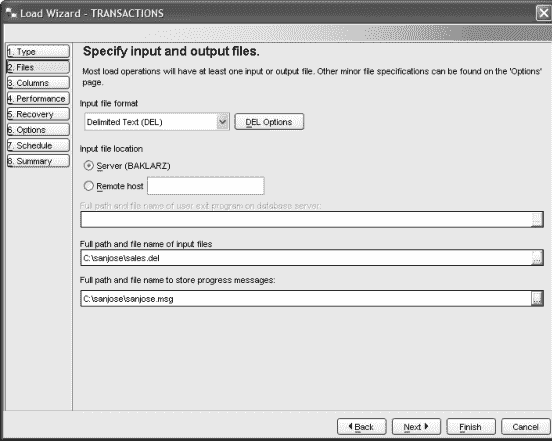 Load Wizard - TRANSACTIONS
1. Type
2. Files
3. Columns
4. Performance
5. Recovery
6. Options
7. Schedule
8. Summary
Specify input and output files.
Most load operations will have at least one input or output file. Other minor file specifications can be found on the 'Options'
page.
Input file format
Delimited Text (DEL)
DEL Options
Input file location
Server (BAKLARZ)
Remote host
Full path and file name of user exit program on database server:
...
Full path and file name of input files
C:\sanjose\sales.del
...
Full path and file name to store progress messages:
C:\sanjose\sanjose.msg
...
Back
Next
Finish
Cancel